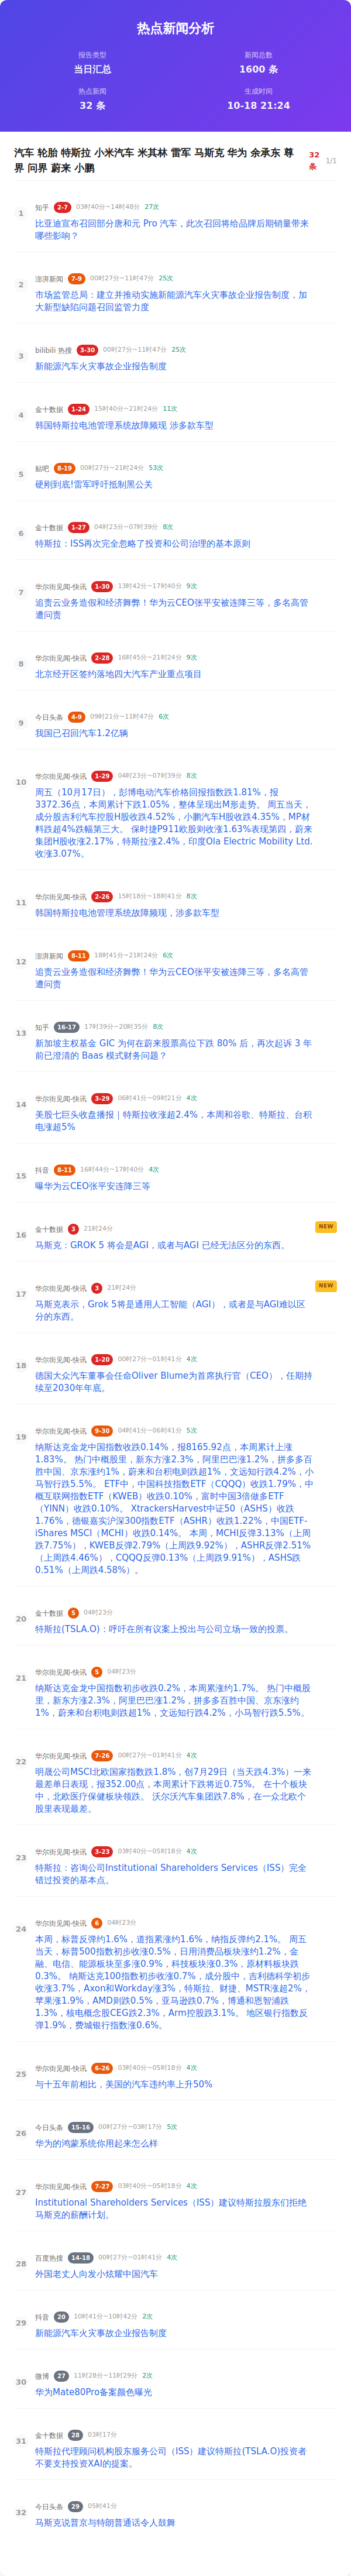 热点新闻分析
报告类型
当日汇总
新闻总数
1600 条
热点新闻
32 条
生成时间
10-18 21:24
汽车 轮胎 特斯拉 小米汽车 米其林 雷军 马斯克 华为 余承东 尊
界 问界 蔚来 小鹏
32
条
1/1
1
知乎 2-7 03时40分~14时48分 27次
比亚迪宣布召回部分唐和元 Pro 汽车，此次召回将给品牌后期销量带来
哪些影响？
2
澎湃新闻 7-9 00时27分~11时47分 25次
市场监管总局：建立并推动实施新能源汽车火灾事故企业报告制度，加
大新型缺陷问题召回监管力度
3
bilibili 热搜 3-30 00时27分~11时47分 25次
新能源汽车火灾事故企业报告制度
4
金十数据 1-24 15时40分~21时24分 11次
韩国特斯拉电池管理系统故障频现 涉多款车型
5
贴吧 8-19 00时27分~21时24分 53次
硬刚到底!雷军呼吁抵制黑公关
6
金十数据 1-27 04时23分~07时39分 8次
特斯拉：ISS再次完全忽略了投资和公司治理的基本原则
7
华尔街见闻-快讯 1-30 13时42分~17时40分 9次
追责云业务造假和经济舞弊！华为云CEO张平安被连降三等，多名高管
遭问责
8
华尔街见闻-快讯 2-28 16时45分~21时24分 9次
北京经开区签约落地四大汽车产业重点项目
9
今日头条 4-9 09时21分~11时47分 6次
我国已召回汽车1.2亿辆
10
华尔街见闻-快讯 1-29 04时23分~07时39分 8次
周五（10月17日），彭博电动汽车价格回报指数跌1.81%，报
3372.36点，本周累计下跌1.05%，整体呈现出M形走势。 周五当天，
成分股吉利汽车控股H股收跌4.52%，小鹏汽车H股收跌4.35%，MP材
料跌超4%跌幅第三大。 保时捷P911欧股则收涨1.63%表现第四，蔚来
集团H股收涨2.17%，特斯拉涨2.4%，印度Ola Electric Mobility Ltd.
收涨3.07%。
11
华尔街见闻-快讯 2-26 15时18分~18时41分 8次
韩国特斯拉电池管理系统故障频现，涉多款车型
12
澎湃新闻 8-11 18时41分~21时24分 6次
追责云业务造假和经济舞弊！华为云CEO张平安被连降三等，多名高管
遭问责
13
知乎 16-17 17时39分~20时35分 8次
新加坡主权基金 GIC 为何在蔚来股票高位下跌 80% 后，再次起诉 3 年
前已澄清的 Baas 模式财务问题？
14
华尔街见闻-快讯 3-29 06时41分~09时21分 4次
美股七巨头收盘播报｜特斯拉收涨超2.4%，本周和谷歌、特斯拉、台积
电涨超5%
15
抖音 8-11 16时44分~17时40分 4次
曝华为云CEO张平安连降三等
16
金十数据 3 21时24分
NEW
马斯克：GROK 5 将会是AGI，或者与AGI 已经无法区分的东西。
17
华尔街见闻-快讯 3 21时24分
NEW
马斯克表示，Grok 5将是通用人工智能（AGI），或者是与AGI难以区
分的东西。
18
华尔街见闻-快讯 1-20 00时27分~01时41分 4次
德国大众汽车董事会任命Oliver Blume为首席执行官（CEO），任期持
续至2030年年底。
19
华尔街见闻-快讯 9-30 04时41分~06时41分 5次
纳斯达克金龙中国指数收跌0.14%，报8165.92点，本周累计上涨
1.83%。 热门中概股里，新东方涨2.3%，阿里巴巴涨1.2%，拼多多百
胜中国、京东涨约1%，蔚来和台积电则跌超1%，文远知行跌4.2%，小
马智行跌5.5%。 ETF中，中国科技指数ETF（CQQQ）收跌1.79%，中
概互联网指数ETF（KWEB）收跌0.10%，富时中国3倍做多ETF
（YINN）收跌0.10%。 XtrackersHarvest中证50（ASHS）收跌
1.76%，德银嘉实沪深300指数ETF（ASHR）收跌1.22%，中国ETF-
iShares MSCI（MCHI）收跌0.14%。 本周，MCHI反弹3.13%（上周
跌7.75%），KWEB反弹2.79%（上周跌9.92%），ASHR反弹2.51%
（上周跌4.46%），CQQQ反弹0.13%（上周跌9.91%），ASHS跌
0.51%（上周跌4.58%）。
20
金十数据 5 04时23分
特斯拉(TSLA.O)：呼吁在所有议案上投出与公司立场一致的投票。
21
华尔街见闻-快讯 5 04时23分
纳斯达克金龙中国指数初步收跌0.2%，本周累涨约1.7%。 热门中概股
里，新东方涨2.3%，阿里巴巴涨1.2%，拼多多百胜中国、京东涨约
1%，蔚来和台积电则跌超1%，文远知行跌4.2%，小马智行跌5.5%。
22
华尔街见闻-快讯 7-26 00时27分~01时41分 4次
明晟公司MSCI北欧国家指数跌1.8%，创7月29日（当天跌4.3%）一来
最差单日表现，报352.00点，本周累计下跌将近0.75%。 在十个板块
中，北欧医疗保健板块领跌。 沃尔沃汽车集团跌7.8%，在一众北欧个
股里表现最差。
23
华尔街见闻-快讯 3-23 03时40分~05时18分 4次
特斯拉：咨询公司Institutional Shareholders Services（ISS）完全
错过投资的基本点。
24
华尔街见闻-快讯 6 04时23分
本周，标普反弹约1.6%，道指累涨约1.6%，纳指反弹约2.1%。 周五
当天，标普500指数初步收涨0.5%，日用消费品板块涨约1.2%，金
融、电信、能源板块至多涨0.9%，科技板块涨0.3%，原材料板块跌
0.3%。 纳斯达克100指数初步收涨0.7%，成分股中，吉利德科学初步
收涨3.7%，Axon和Workday涨3%，特斯拉、财捷、MSTR涨超2%，
苹果涨1.9%，AMD则跌0.5%，亚马逊跌0.7%，博通和恩智浦跌
1.3%，核电概念股CEG跌2.3%，Arm控股跌3.1%。 地区银行指数反
弹1.9%，费城银行指数涨0.6%。
25
华尔街见闻-快讯 6-26 03时40分~05时18分 4次
与十五年前相比，美国的汽车违约率上升50%
26
今日头条 15-16 00时27分~03时17分 5次
华为的鸿蒙系统你用起来怎么样
27
华尔街见闻-快讯 7-27 03时40分~05时18分 4次
Institutional Shareholders Services（ISS）建议特斯拉股东们拒绝
马斯克的薪酬计划。
28
百度热搜 14-18 00时27分~01时41分 4次
外国老丈人向发小炫耀中国汽车
29
抖音 20 10时41分~10时42分 2次
新能源汽车火灾事故企业报告制度
30
微博 27 11时28分~11时29分 2次
华为Mate80Pro备案颜色曝光
31
金十数据 28 03时17分
特斯拉代理顾问机构股东服务公司（ISS）建议特斯拉(TSLA.O)投资者
不要支持投资XAI的提案。
32
今日头条 29 05时41分
马斯克说普京与特朗普通话令人鼓舞